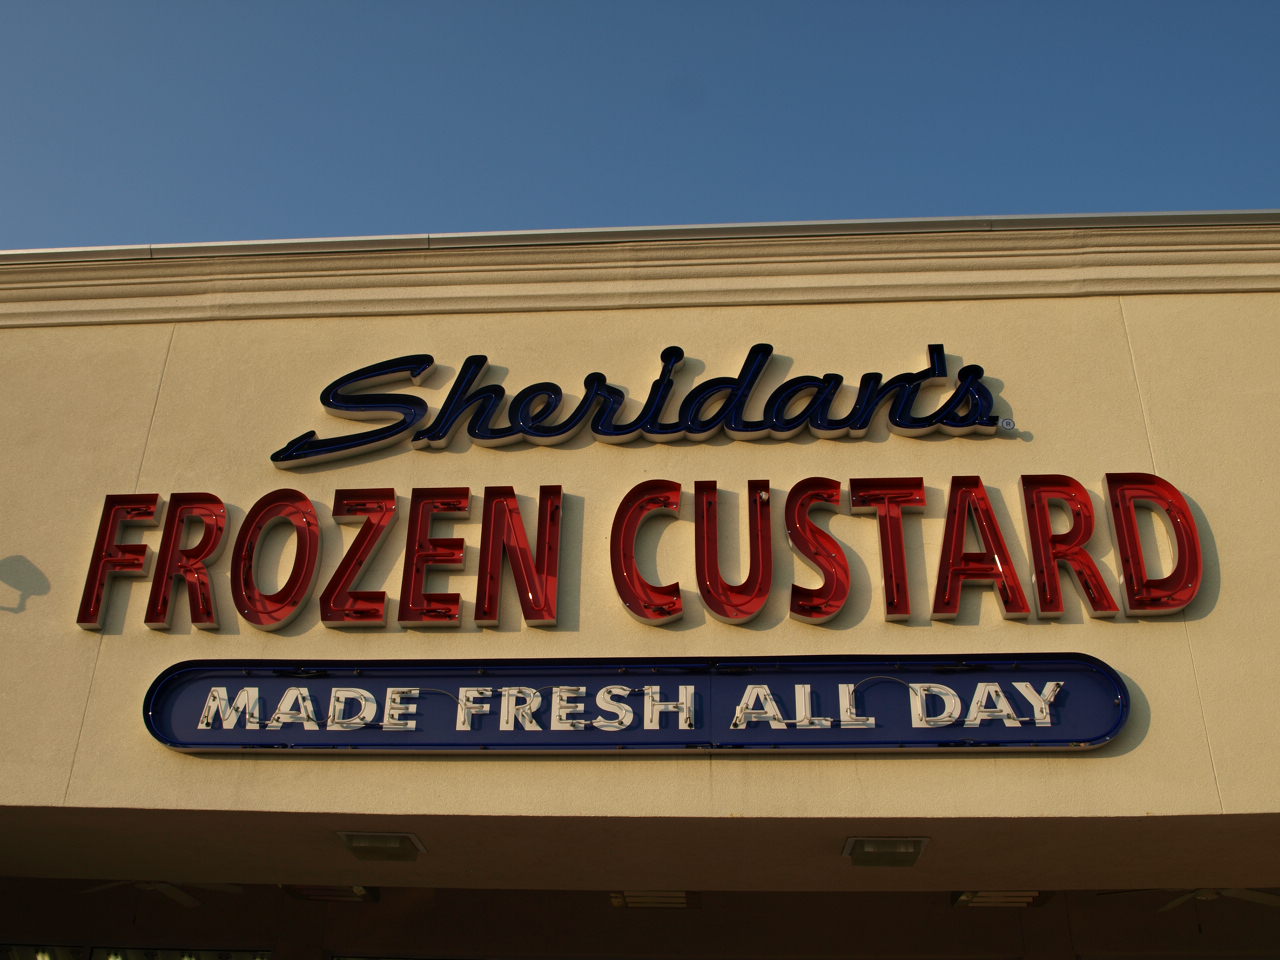 Sheridan's®
FROZEN CUSTARD
MADE FRESH ALL DAY